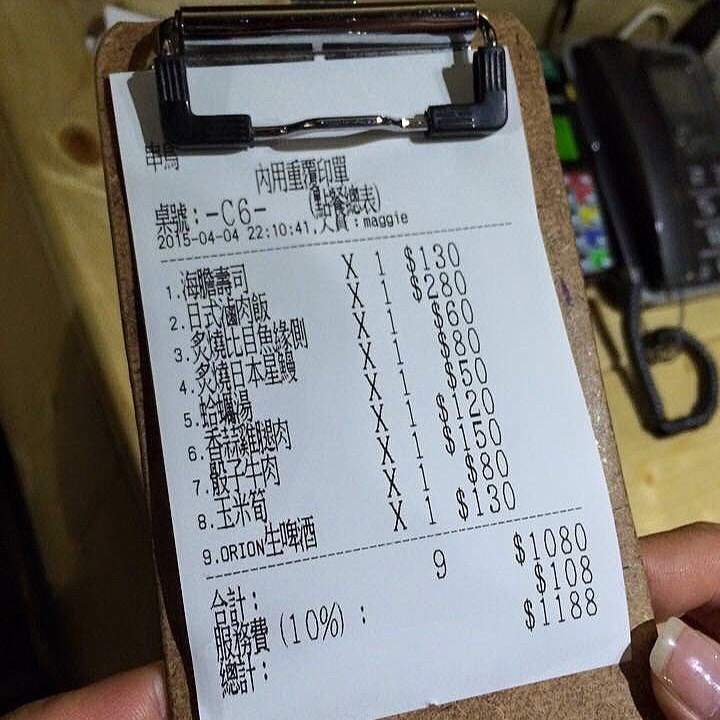 串鳥
內用重覆印單
桌號：-C6- (點餐總表)
2015-04-04 22:10:41,人員：maggie
1.海膽壽司 X 1 $130
2.日式滷肉飯 X 1 $280
3.炙燒比目魚緣側 X 1 $60
4.炙燒日本星鰻 X 1 $80
5.蛤蠣湯 X 1 $50
6.香蒜雞腿肉 X 1 $120
7.骰子牛肉 X 1 $150
8.玉米筍 X 1 $80
9.ORION生啤酒 X 1 $130
合計： 9 $1080
服務費(10%)： $108
總計： $1188